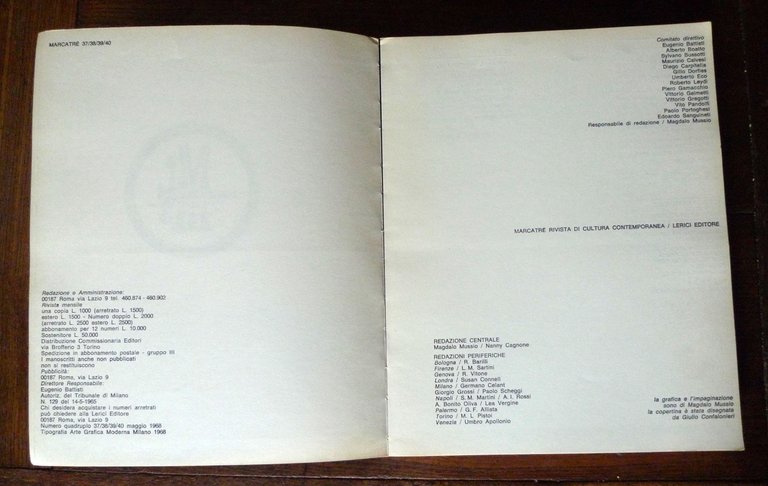 MARCATRÉ 37/38/39/40
Redazione e Amministrazione:
00187 Roma via Lazio 9 tel. 460.874 - 460.902
Rivista mensile
una copia L. 1000 (arretrato L. 1500)
estero L. 1500 - Numero doppio L. 2000
(arretrato L. 2500 estero L. 2500)
abbonamento per 12 numeri L. 10.000
Sostenitore L. 50.000
Distribuzione Commissionaria Editori
via Brofferio 3 Torino
Spedizione in abbonamento postale - gruppo III
I manoscritti anche non pubblicati
non si restituiscono
Pubblicità:
00187 Roma, via Lazio 9
Direttore Responsabile:
Eugenio Battisti
Autoriz. del Tribunale di Milano
N. 129 del 14-5-1965
Chi desidera acquistare i numeri arretrati
può chiedere alla Lerici Editore
00187 Roma, via Lazio 9
Numero quadruplo 37/38/39/40 maggio 1968
Tipografia Arte Grafica Moderna Milano 1968
Comitato direttivo
Eugenio Battisti
Alberto Boatto
Sylvano Bussotti
Maurizio Calvesi
Diego Carpitella
Gillo Dorfles
Umberto Eco
Roberto Leydi
Piero Gamacchio
Vittorio Gelmetti
Vittorio Gregotti
Vito Pandolfi
Paolo Portoghesi
Edoardo Sanguineti
Responsabile di redazione / Magdalo Mussio
MARCATRÉ RIVISTA DI CULTURA CONTEMPORANEA / LERICI EDITORE
REDAZIONE CENTRALE
Magdalo Mussio / Nanny Cagnone
REDAZIONI PERIFERICHE
Bologna / R. Barilli
Firenze / L.M. Sartini
Genova / R. Vitone
Londra / Susan Connell
Milano / Germano Celant
Giorgio Grossi / Paolo Scheggi
Napoli / S.M. Martini / A.I. Rossi
A. Bonito Oliva / Lea Vergine
Palermo / G.F. Allista
Torino / M. L. Pistoi
Venezia / Umbro Apollonio
la grafica e l'impaginazione
sono di Magdalo Mussio
la copertina è stata disegnata
da Giulio Confalonieri